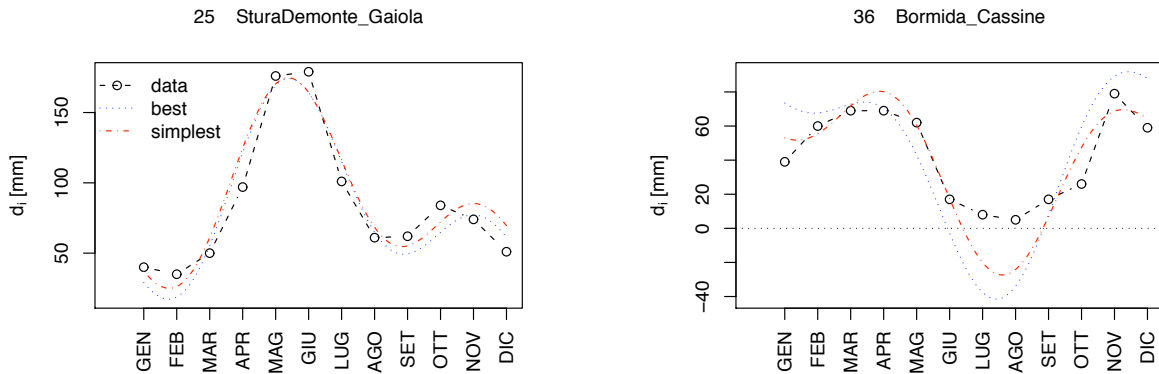 25 SturaDemonte_Gaiola
data
best
simplest
150
100
50
d_i [mm]
GEN FEB MAR APR MAG GIU LUG AGO SET OTT NOV DIC
36 Bormida_Cassine
60
20
0
−40
d_i [mm]
GEN FEB MAR APR MAG GIU LUG AGO SET OTT NOV DIC